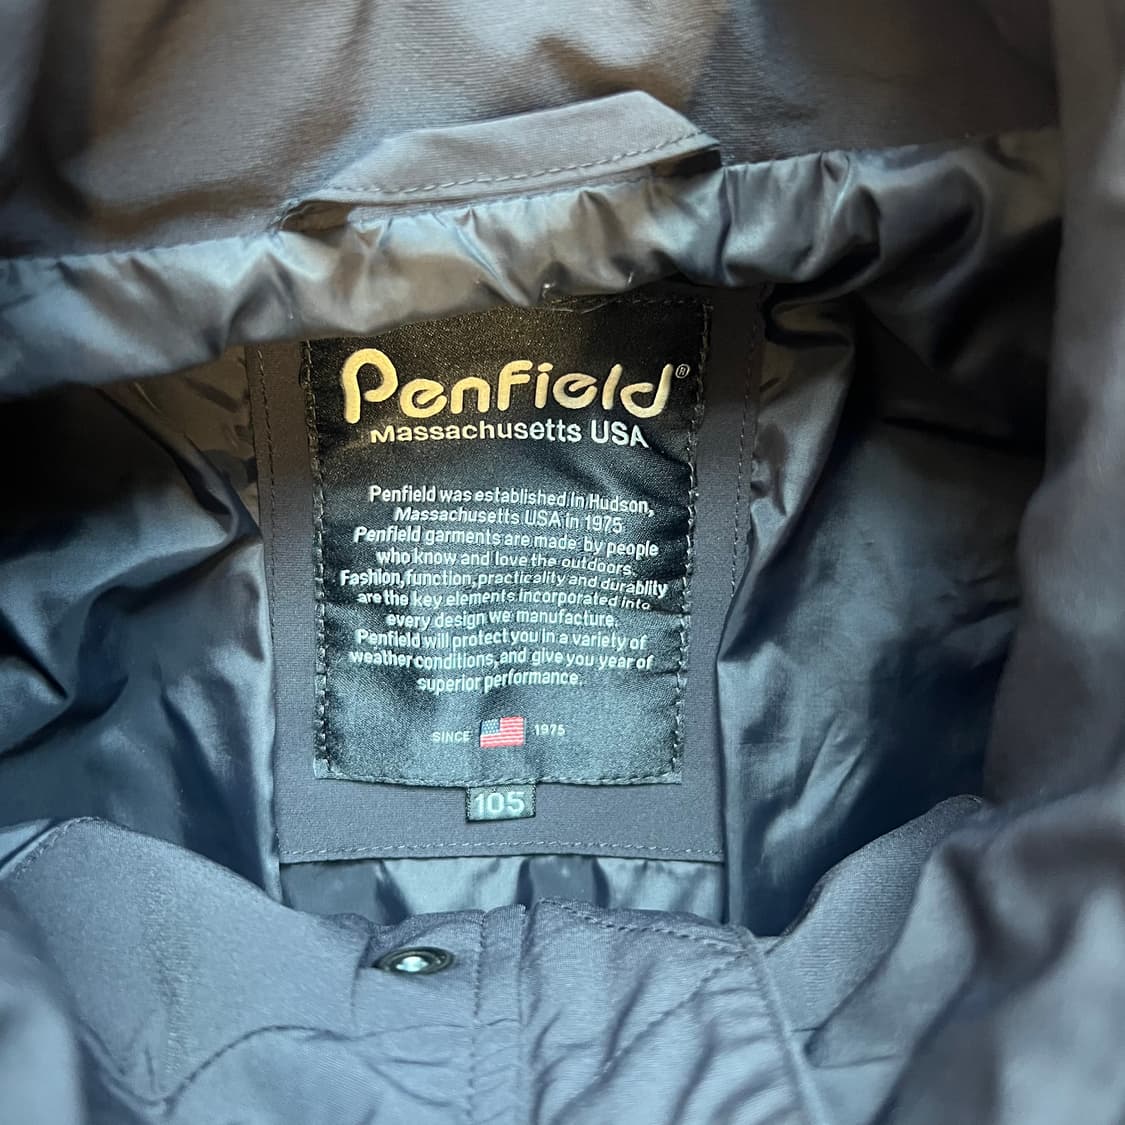 Penfield®
Massachusetts USA
Penfield was established in Hudson,
Massachusetts USA in 1975
Penfield garments are made by people
who know and love the outdoors.
Fashion, function, practicality and durablity
are the key elements incorporated into
every design we manufacture.
Penfield will protect you in a variety of
weather conditions, and give you year of
superior performance.
SINCE 1975
105